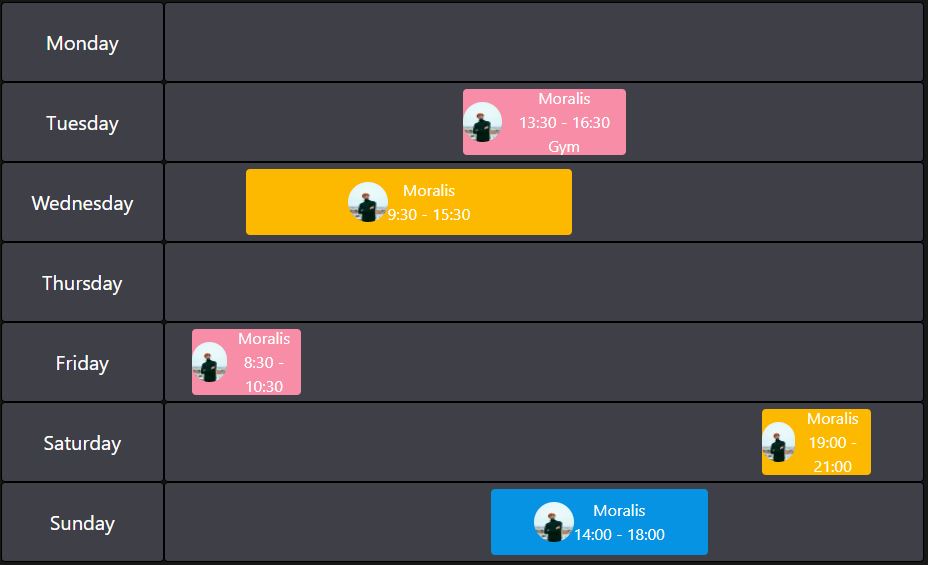 Monday
Tuesday
Moralis
13:30 - 16:30
Gym
Wednesday
Moralis
9:30 - 15:30
Thursday
Friday
Moralis
8:30 -
10:30
Saturday
Moralis
19:00 -
21:00
Sunday
Moralis
14:00 - 18:00